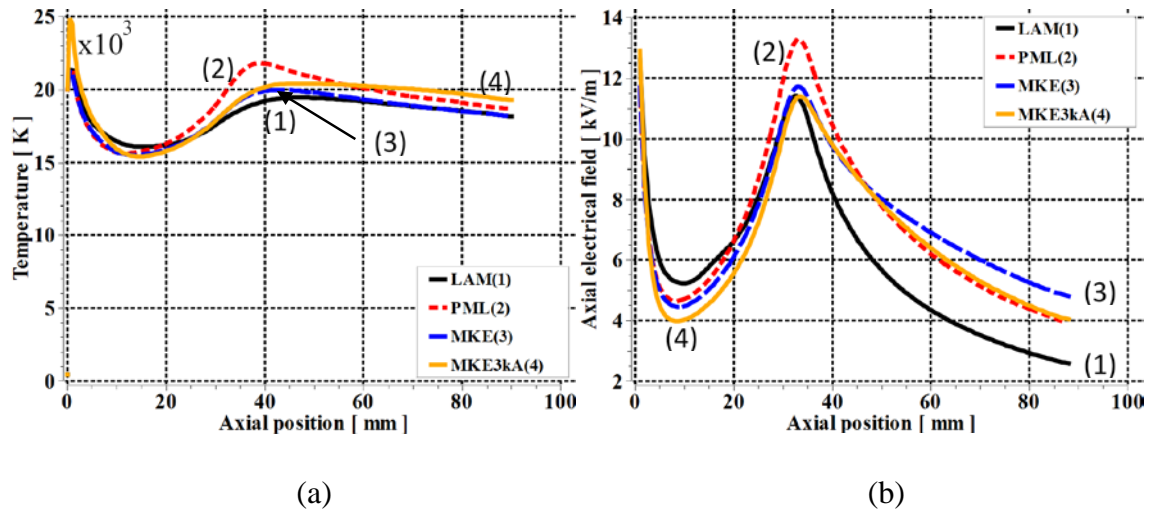 25
20
15
10
5
0
x10³
(2)
(4)
(1)
(3)
LAM(1)
PML(2)
MKE(3)
MKE3kA(4)
0 20 40 60 80 100
Temperature [ K ]
Axial position [ mm ]
14
12
10
8
6
4
2
(2)
LAM(1)
PML(2)
MKE(3)
MKE3kA(4)
(4)
(3)
(1)
0 20 40 60 80 100
Axial electrical field [ kV/m ]
Axial position [ mm ]
(a) (b)